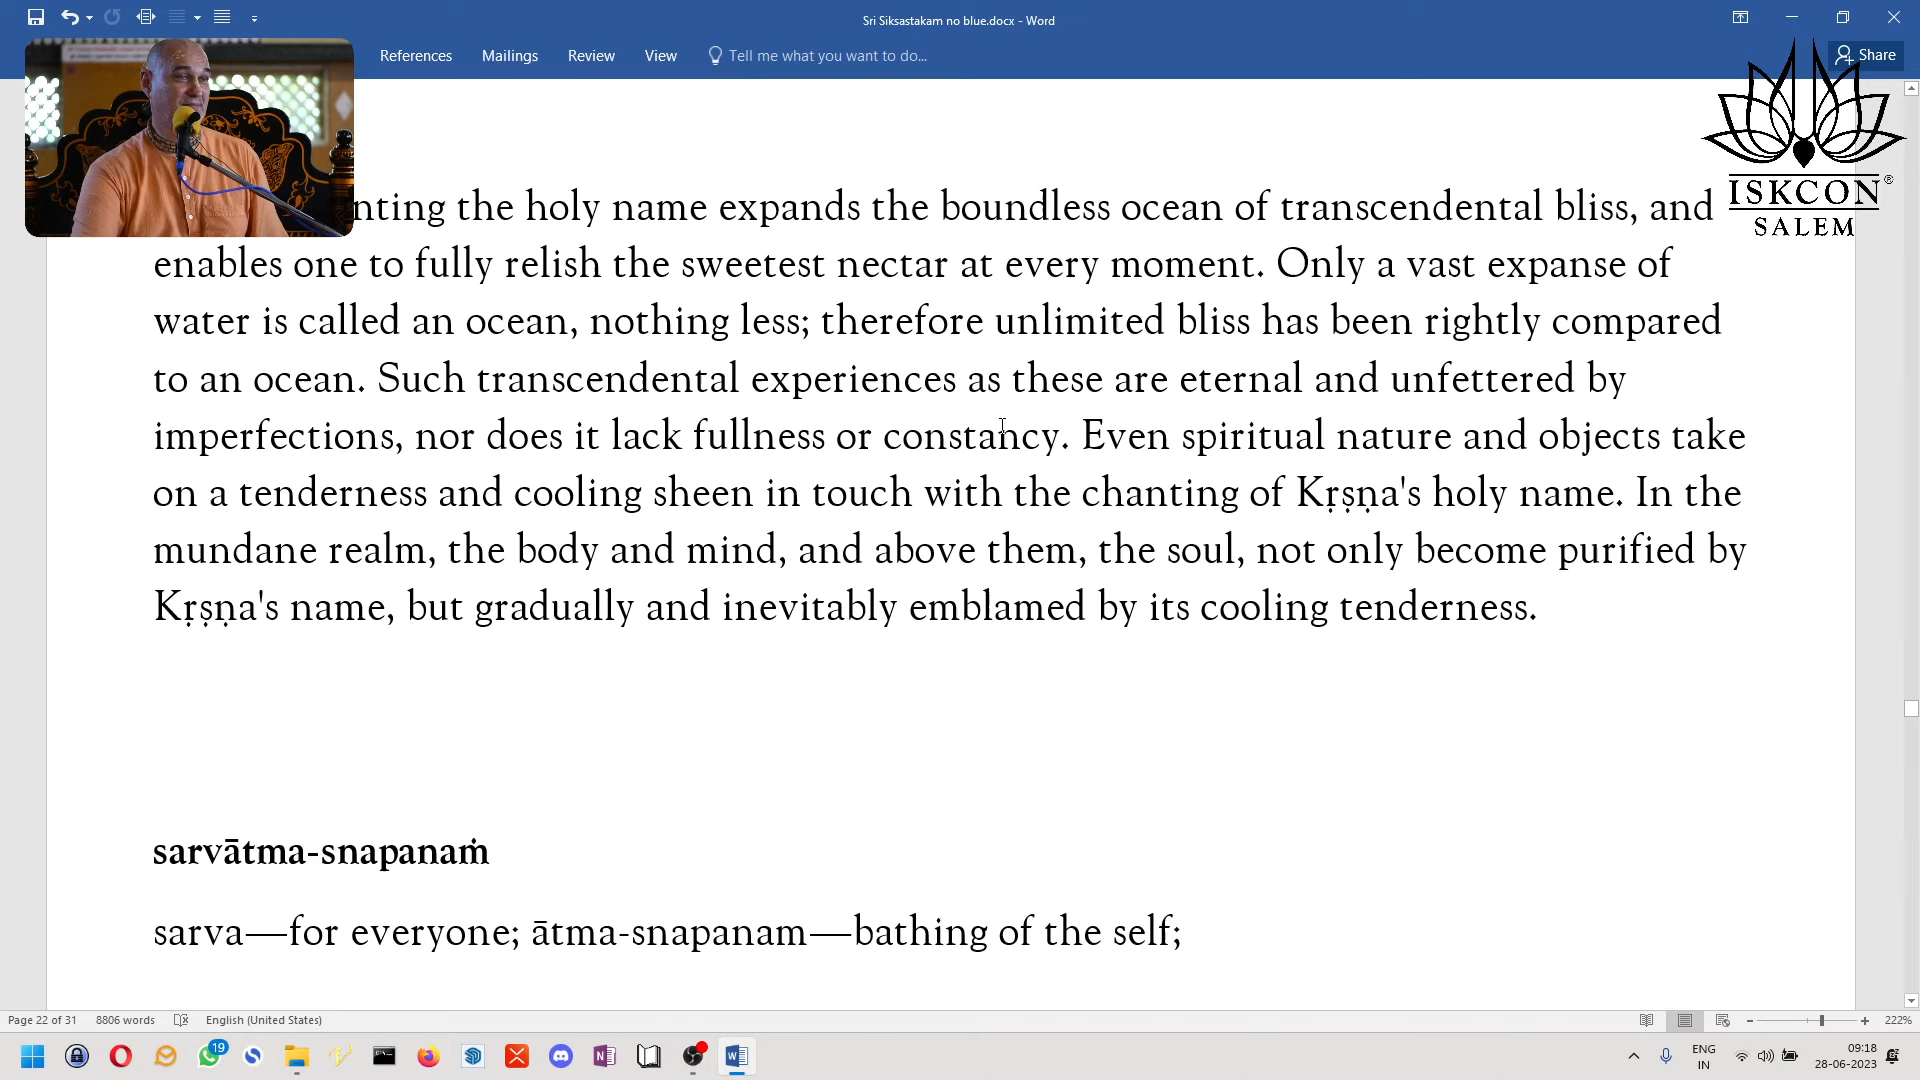 Sri Siksastakam no blue.docx - Word
References Mailings Review View Tell me what you want to do... Share
ISKCON®
SALEM
nting the holy name expands the boundless ocean of transcendental bliss, and
enables one to fully relish the sweetest nectar at every moment. Only a vast expanse of
water is called an ocean, nothing less; therefore unlimited bliss has been rightly compared
to an ocean. Such transcendental experiences as these are eternal and unfettered by
imperfections, nor does it lack fullness or constancy. Even spiritual nature and objects take
on a tenderness and cooling sheen in touch with the chanting of Kṛṣṇa's holy name. In the
mundane realm, the body and mind, and above them, the soul, not only become purified by
Kṛṣṇa's name, but gradually and inevitably emblamed by its cooling tenderness.
sarvātma-snapanaṁ
sarva—for everyone; ātma-snapanam—bathing of the self;
Page 22 of 31 8806 words English (United States) 222%
19
ENG
IN
09:18
28-06-2023